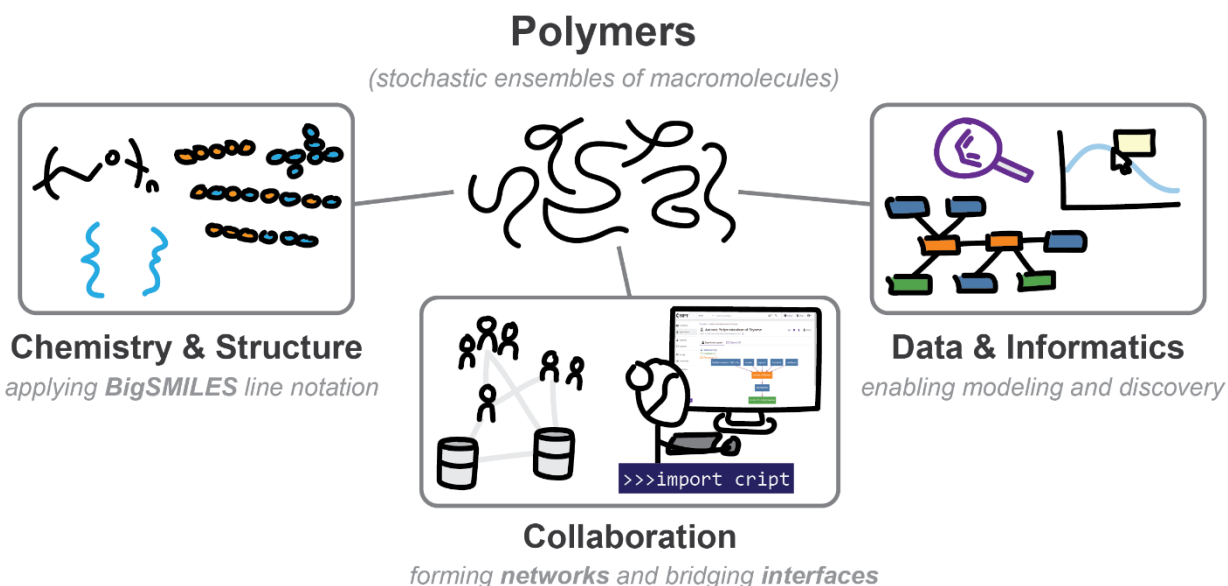 Polymers
(stochastic ensembles of macromolecules)
o
n
Chemistry & Structure
applying BigSMILES line notation
Data & Informatics
enabling modeling and discovery
CRIPT
>>>import cript
Collaboration
forming networks and bridging interfaces